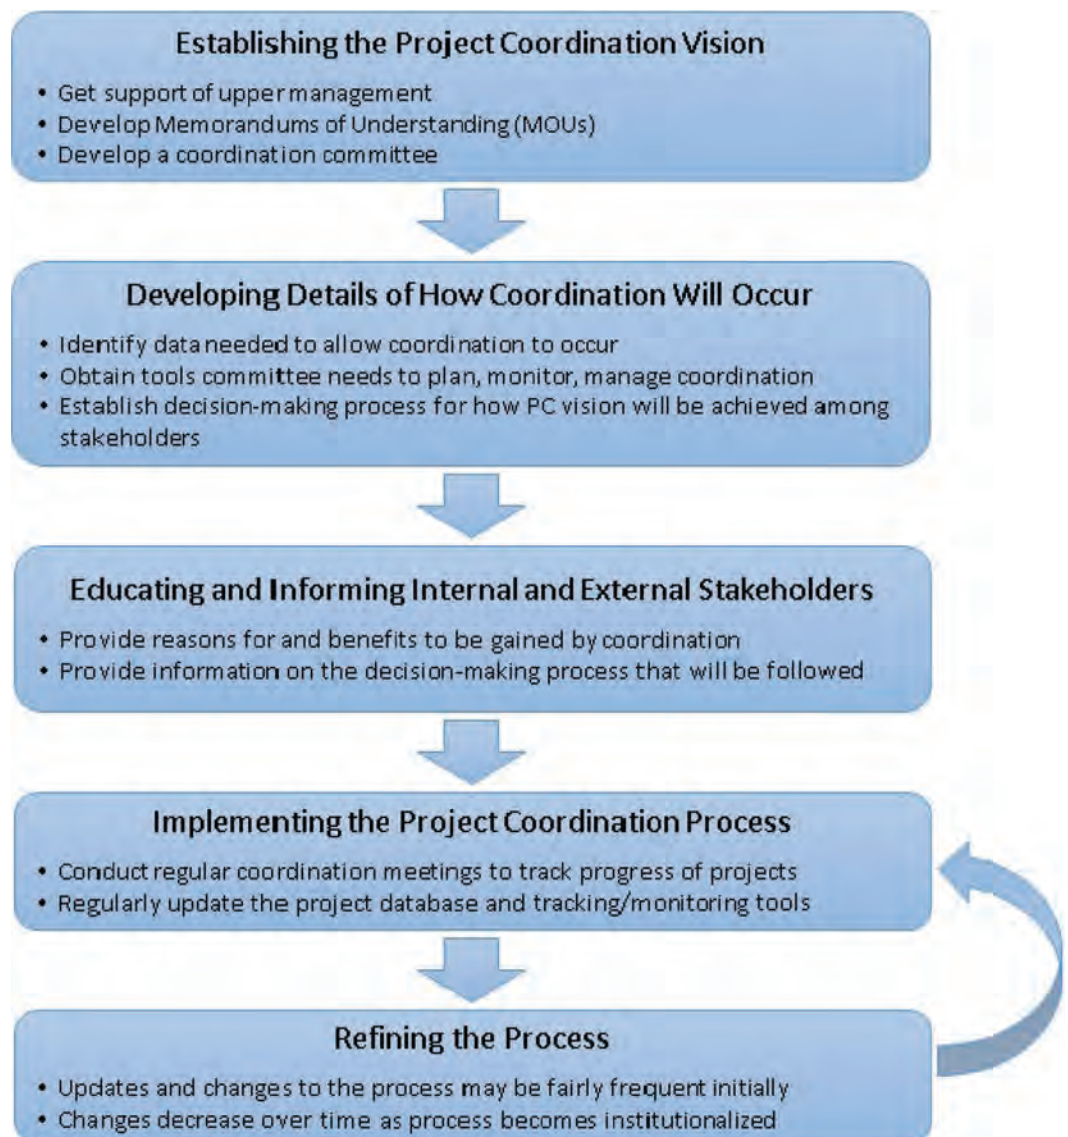 Establishing the Project Coordination Vision
• Get support of upper management
• Develop Memorandums of Understanding (MOUs)
• Develop a coordination committee
Developing Details of How Coordination Will Occur
• Identify data needed to allow coordination to occur
• Obtain tools committee needs to plan, monitor, manage coordination
• Establish decision-making process for how PC vision will be achieved among
stakeholders
Educating and Informing Internal and External Stakeholders
• Provide reasons for and benefits to be gained by coordination
• Provide information on the decision-making process that will be followed
Implementing the Project Coordination Process
• Conduct regular coordination meetings to track progress of projects
• Regularly update the project database and tracking/monitoring tools
Refining the Process
• Updates and changes to the process may be fairly frequent initially
• Changes decrease over time as process becomes institutionalized